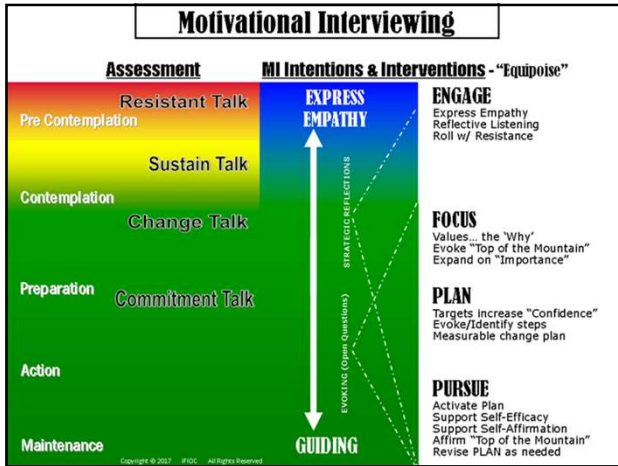 Motivational Interviewing
Assessment
MI Intentions & Interventions - “Equipoise”
Resistant Talk
Pre Contemplation
Sustain Talk
Contemplation
Change Talk
Preparation
Commitment Talk
Action
Maintenance
Copyright © 2017 IFIOC All Rights Reserved
EXPRESS
EMPATHY
GUIDING
STRATEGIC REFLECTIONS
EVOKING (Open Questions)
ENGAGE
Express Empathy
Reflective Listening
Roll w/ Resistance
FOCUS
Values... the ‘Why’
Evoke “Top of the Mountain”
Expand on “Importance”
PLAN
Targets increase “Confidence”
Evoke/Identify steps
Measurable change plan
PURSUE
Activate Plan
Support Self-Efficacy
Support Self-Affirmation
Affirm “Top of the Mountain”
Revise PLAN as needed